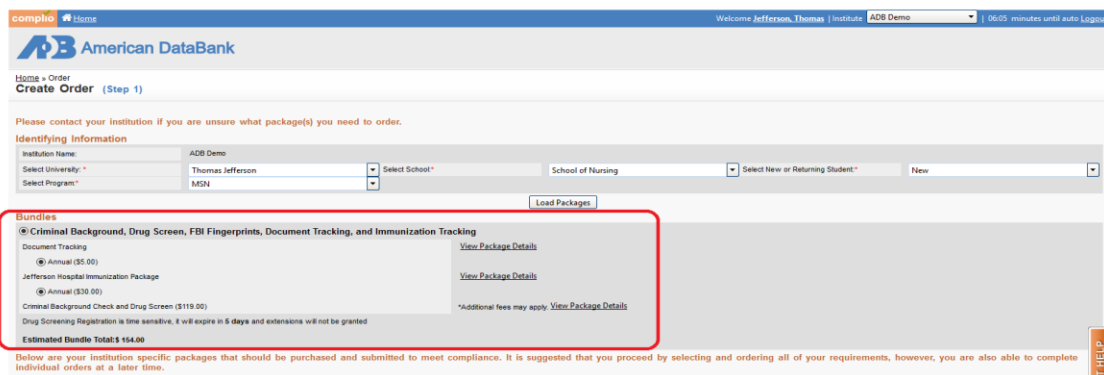 complio Home Welcome Jefferson, Thomas | Institute ADB Demo | 06:05 minutes until auto Logou
ADB American DataBank
Home » Order
Create Order (Step 1)
Please contact your institution if you are unsure what package(s) you need to order.
Identifying Information
Institution Name: ADB Demo
Select University: * Thomas Jefferson Select School:* School of Nursing Select New or Returning Student:* New
Select Program:* MSN
Load Packages
Bundles
Criminal Background, Drug Screen, FBI Fingerprints, Document Tracking, and Immunization Tracking
Document Tracking View Package Details
Annual ($5.00)
Jefferson Hospital Immunization Package View Package Details
Annual ($30.00)
Criminal Background Check and Drug Screen ($119.00) *Additional fees may apply. View Package Details
Drug Screening Registration is time sensitive, it will expire in 5 days and extensions will not be granted
Estimated Bundle Total:$ 154.00
Below are your institution specific packages that should be purchased and submitted to meet compliance. It is suggested that you proceed by selecting and ordering all of your requirements, however, you are also able to complete
individual orders at a later time.
T HELP